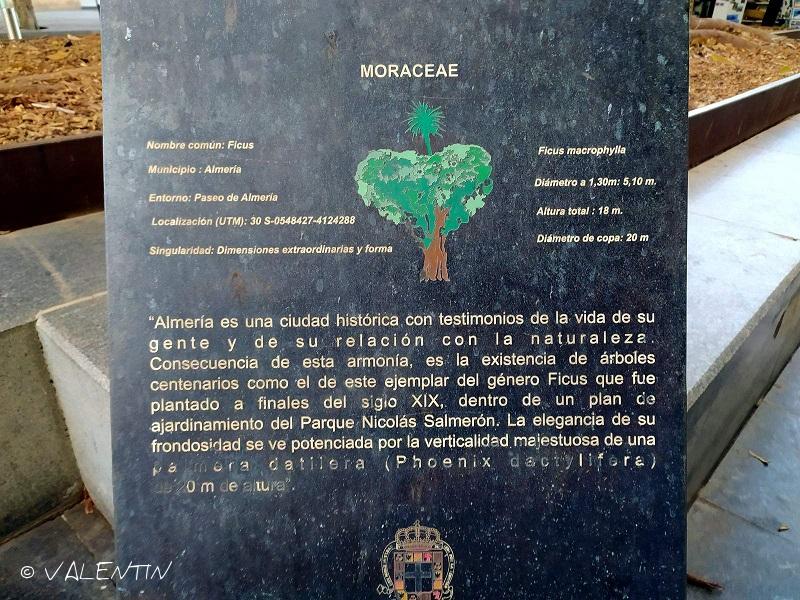 MORACEAE
Nombre común: Ficus
Municipio : Almería
Entorno: Paseo de Almería
Localización (UTM): 30 S-0548427-4124288
Singularidad: Dimensiones extraordinarias y forma
Ficus macrophylla
Diámetro a 1,30m: 5,10 m.
Altura total : 18 m.
Diámetro de copa: 20 m
“Almería es una ciudad histórica con testimonios de la vida de su
gente y de su relación con la naturaleza.
Consecuencia de esta armonía, es la existencia de árboles
centenarios como el de este ejemplar del género Ficus que fue
plantado a finales del siglo XIX, dentro de un plan de
ajardinamiento del Parque Nicolás Salmerón. La elegancia de su
frondosidad se ve potenciada por la verticalidad majestuosa de una
palmera datilera (Phoenix dactylifera)
de m de altura”.
© VALENTIN